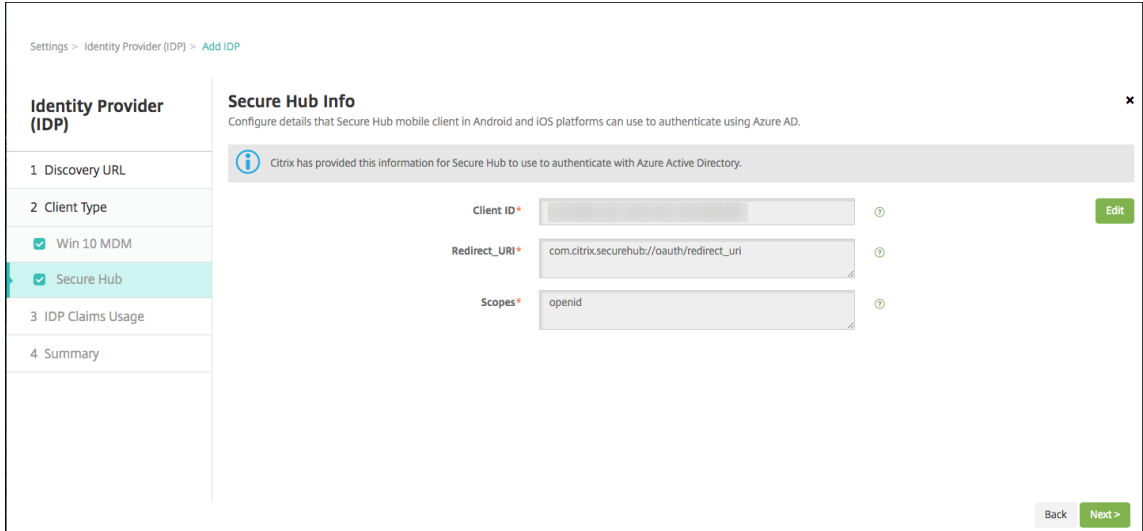 Settings > Identity Provider (IDP) > Add IDP
Identity Provider
(IDP)
1 Discovery URL
2 Client Type
Win 10 MDM
Secure Hub
3 IDP Claims Usage
4 Summary
Secure Hub Info
x
Configure details that Secure Hub mobile client in Android and iOS platforms can use to authenticate using Azure AD.
Citrix has provided this information for Secure Hub to use to authenticate with Azure Active Directory.
Client ID*
?
Edit
Redirect_URI*
com.citrix.securehub://oauth/redirect_uri
?
Scopes*
openid
?
Back
Next >